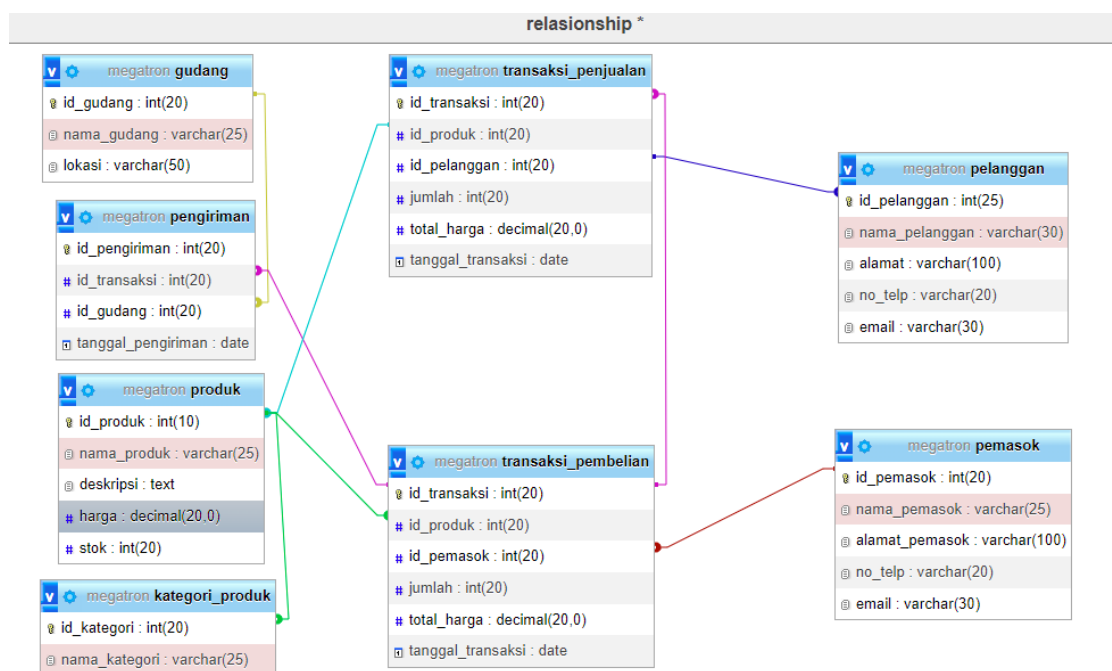 relasionship *
megatron gudang
id_gudang : int(20)
nama_gudang : varchar(25)
lokasi : varchar(50)
megatron pengiriman
id_pengiriman : int(20)
id_transaksi : int(20)
id_gudang : int(20)
tanggal_pengiriman : date
megatron produk
id_produk : int(10)
nama_produk : varchar(25)
deskripsi : text
harga : decimal(20,0)
stok : int(20)
megatron kategori_produk
id_kategori : int(20)
nama_kategori : varchar(25)
megatron transaksi_penjualan
id_transaksi : int(20)
id_produk : int(20)
id_pelanggan : int(20)
jumlah : int(20)
total_harga : decimal(20,0)
tanggal_transaksi : date
megatron transaksi_pembelian
id_transaksi : int(20)
id_produk : int(20)
id_pemasok : int(20)
jumlah : int(20)
total_harga : decimal(20,0)
tanggal_transaksi : date
megatron pelanggan
id_pelanggan : int(25)
nama_pelanggan : varchar(30)
alamat : varchar(100)
no_telp : varchar(20)
email : varchar(30)
megatron pemasok
id_pemasok : int(20)
nama_pemasok : varchar(25)
alamat_pemasok : varchar(100)
no_telp : varchar(20)
email : varchar(30)